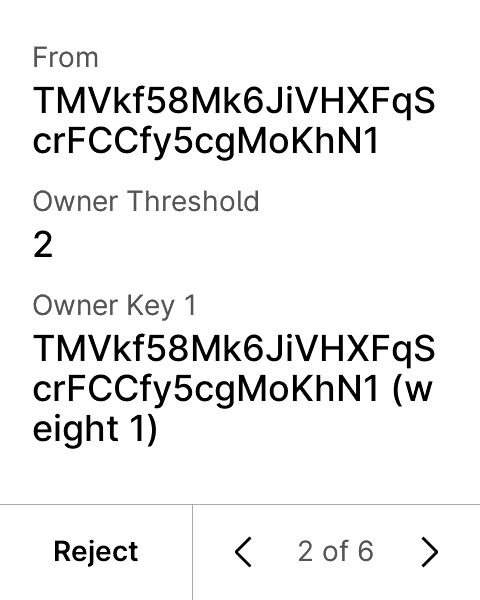 From
TMVkf58Mk6JiVHXFqS
crFCCfy5cgMoKhN1
Owner Threshold
2
Owner Key 1
TMVkf58Mk6JiVHXFqS
crFCCfy5cgMoKhN1 (w
eight 1)
Reject
2 of 6